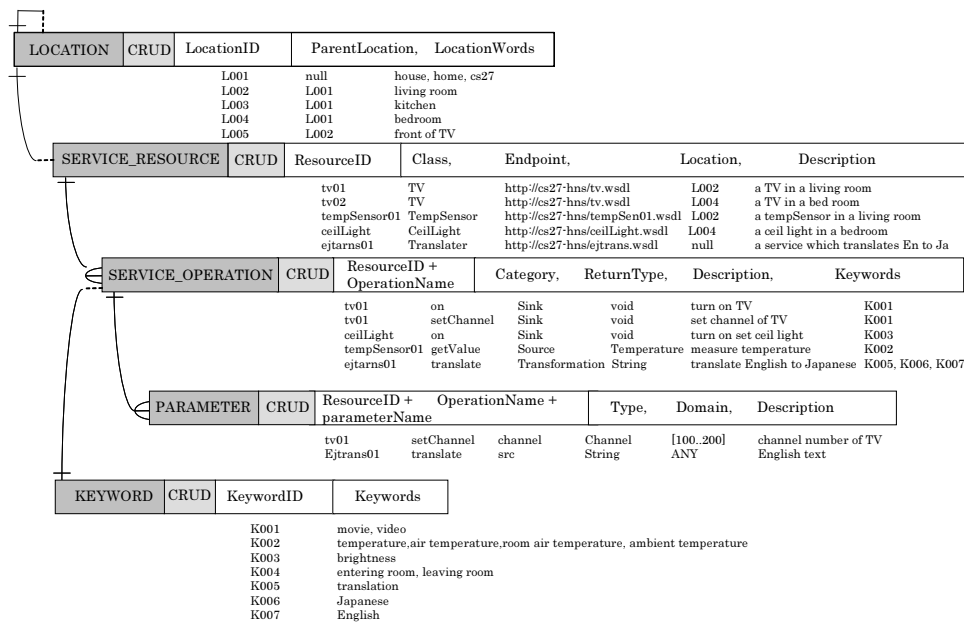 LOCATION CRUD LocationID ParentLocation, LocationWords
L001 null house, home, cs27
L002 L001 living room
L003 L001 kitchen
L004 L001 bedroom
L005 L002 front of TV
SERVICE_RESOURCE CRUD ResourceID Class, Endpoint, Location, Description
tv01 TV http://cs27-hns/tv.wsdl L002 a TV in a living room
tv02 TV http://cs27-hns/tv.wsdl L004 a TV in a bed room
tempSensor01 TempSensor http://cs27-hns/tempSen01.wsdl L002 a tempSensor in a living room
ceilLight CeilLight http://cs27-hns/ceilLight.wsdl L004 a ceil light in a bedroom
ejtarns01 Translater http://cs27-hns/ejtrans.wsdl null a service which translates En to Ja
SERVICE_OPERATION CRUD ResourceID + OperationName Category, ReturnType, Description, Keywords
tv01 on Sink void turn on TV K001
tv01 setChannel Sink void set channel of TV K001
ceilLight on Sink void turn on set ceil light K003
tempSensor01 getValue Source Temperature measure temperature K002
ejtarns01 translate Transformation String translate English to Japanese K005, K006, K007
PARAMETER CRUD ResourceID + OperationName + parameterName Type, Domain, Description
tv01 setChannel channel Channel [100..200] channel number of TV
Ejtrans01 translate src String ANY English text
KEYWORD CRUD KeywordID Keywords
K001 movie, video
K002 temperature,air temperature,room air temperature, ambient temperature
K003 brightness
K004 entering room, leaving room
K005 translation
K006 Japanese
K007 English